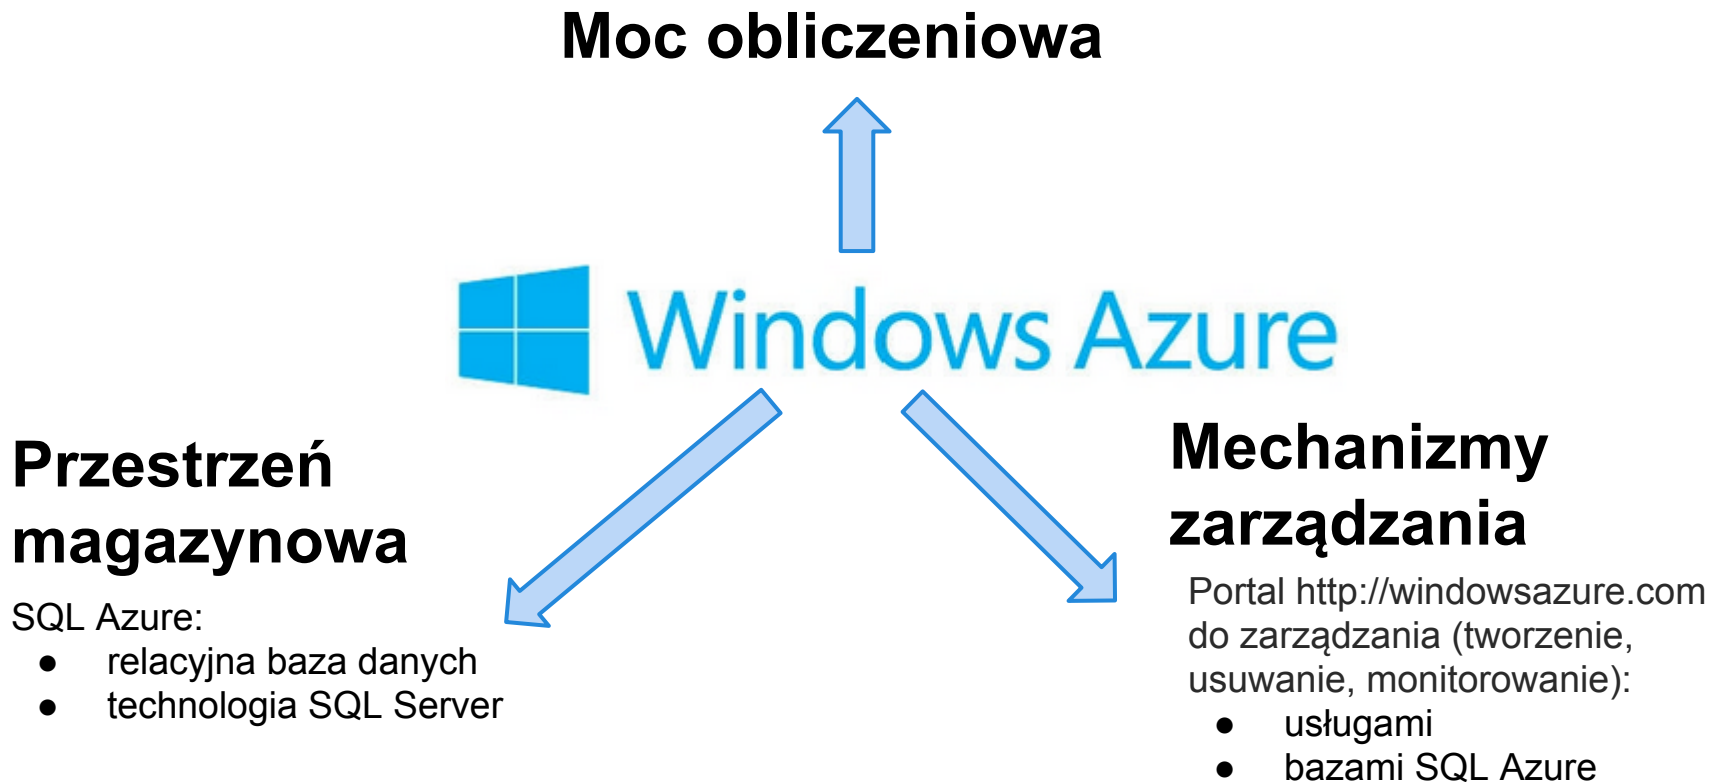 Moc obliczeniowa
Windows Azure
Przestrzeń
magazynowa
SQL Azure:
● relacyjna baza danych
● technologia SQL Server
Mechanizmy
zarządzania
Portal http://windowsazure.com
do zarządzania (tworzenie,
usuwanie, monitorowanie):
● usługami
● bazami SQL Azure